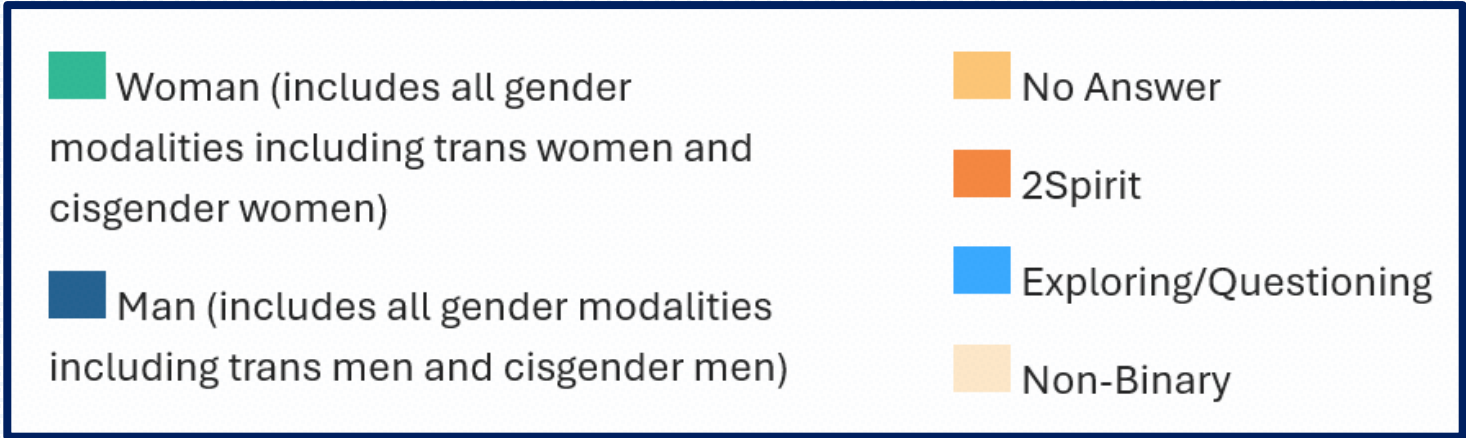 Woman (includes all gender
modalities including trans women and
cisgender women)
Man (includes all gender modalities
including trans men and cisgender men)
No Answer
2Spirit
Exploring/Questioning
Non-Binary